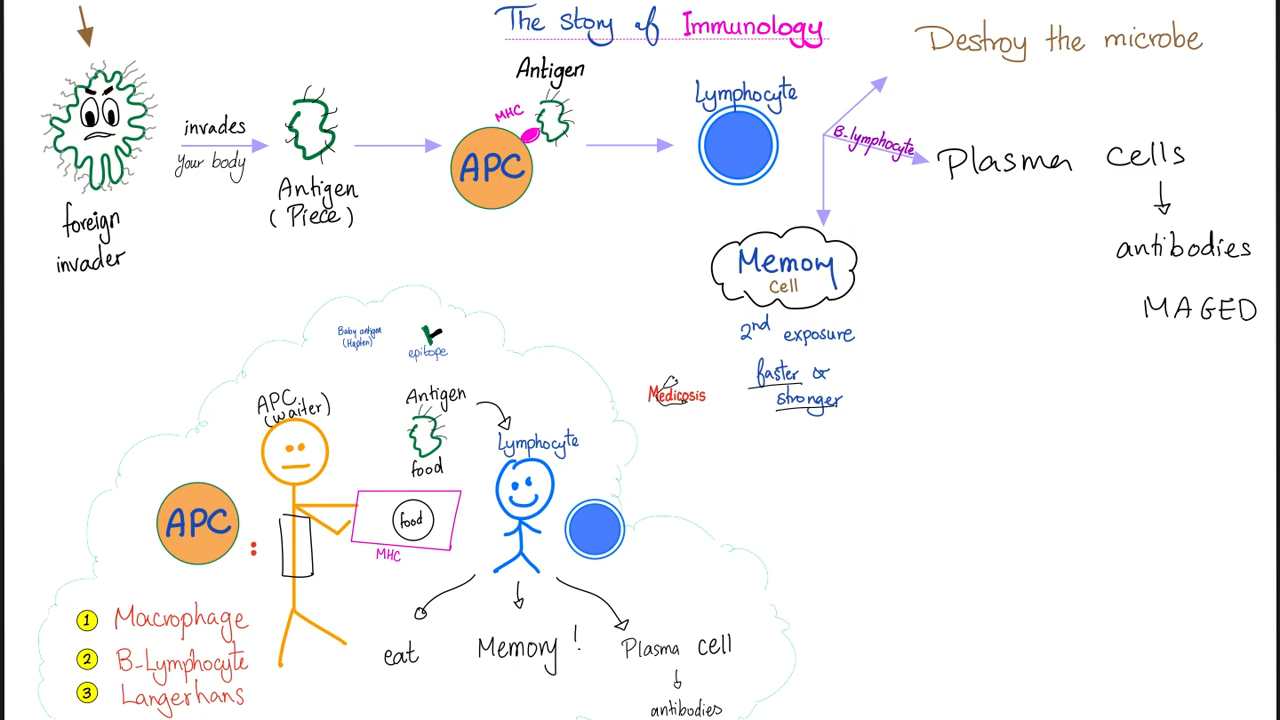 The story of Immunology
Destroy the microbe
Antigen
MHC
APC
Lymphocyte
B-lymphocyte
Plasma cells
antibodies
MAGED
invades
Your body
Antigen
(Piece)
foreign
invader
Memory
Cell
2nd exposure
faster &
stronger
Medicosis
Baby antigen
(Hapten)
epitope
APC
(waiter)
Antigen
food
Lymphocyte
APC
:
food
MHC
1 Macrophage
2 B-Lymphocyte
3 Langerhans
eat
Memory!
Plasma cell
antibodies